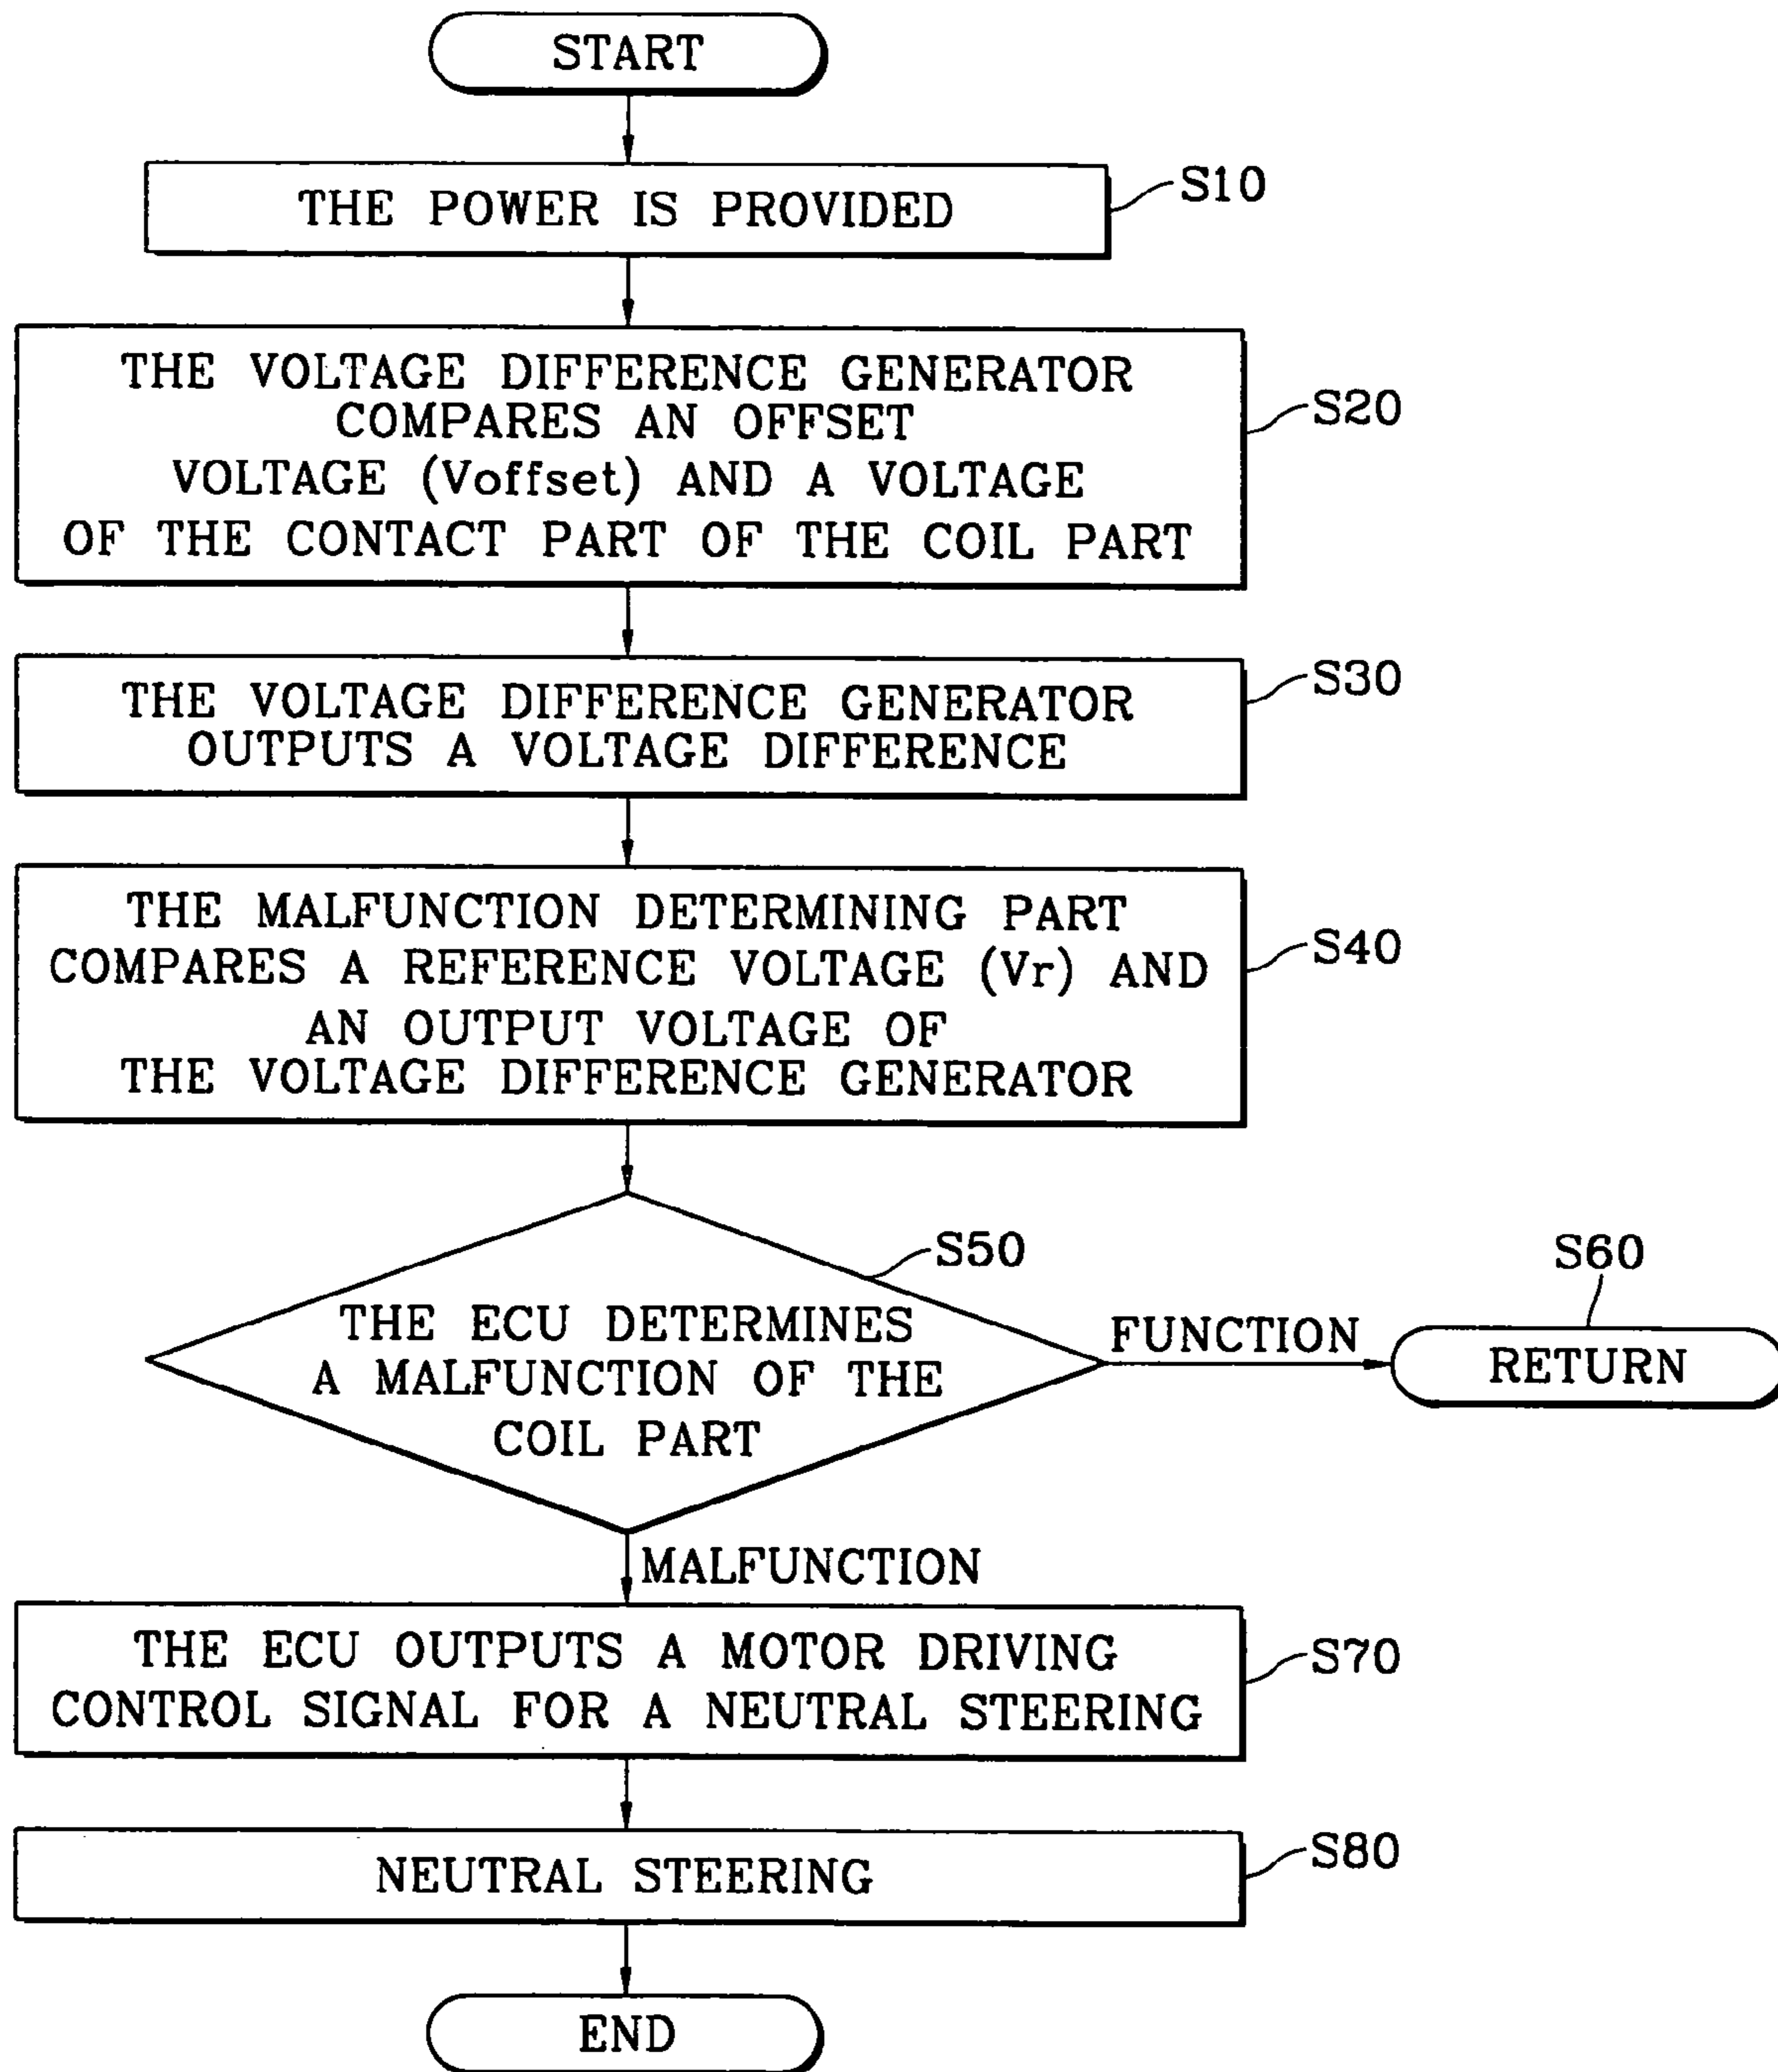 START
THE POWER IS PROVIDED
S10
THE VOLTAGE DIFFERENCE GENERATOR
COMPARES AN OFFSET
VOLTAGE (Voffset) AND A VOLTAGE
OF THE CONTACT PART OF THE COIL PART
S20
THE VOLTAGE DIFFERENCE GENERATOR
OUTPUTS A VOLTAGE DIFFERENCE
S30
THE MALFUNCTION DETERMINING PART
COMPARES A REFERENCE VOLTAGE (Vr) AND
AN OUTPUT VOLTAGE OF
THE VOLTAGE DIFFERENCE GENERATOR
S40
THE ECU DETERMINES
A MALFUNCTION OF THE
COIL PART
S50
FUNCTION
S60
RETURN
MALFUNCTION
THE ECU OUTPUTS A MOTOR DRIVING
CONTROL SIGNAL FOR A NEUTRAL STEERING
S70
NEUTRAL STEERING
S80
END